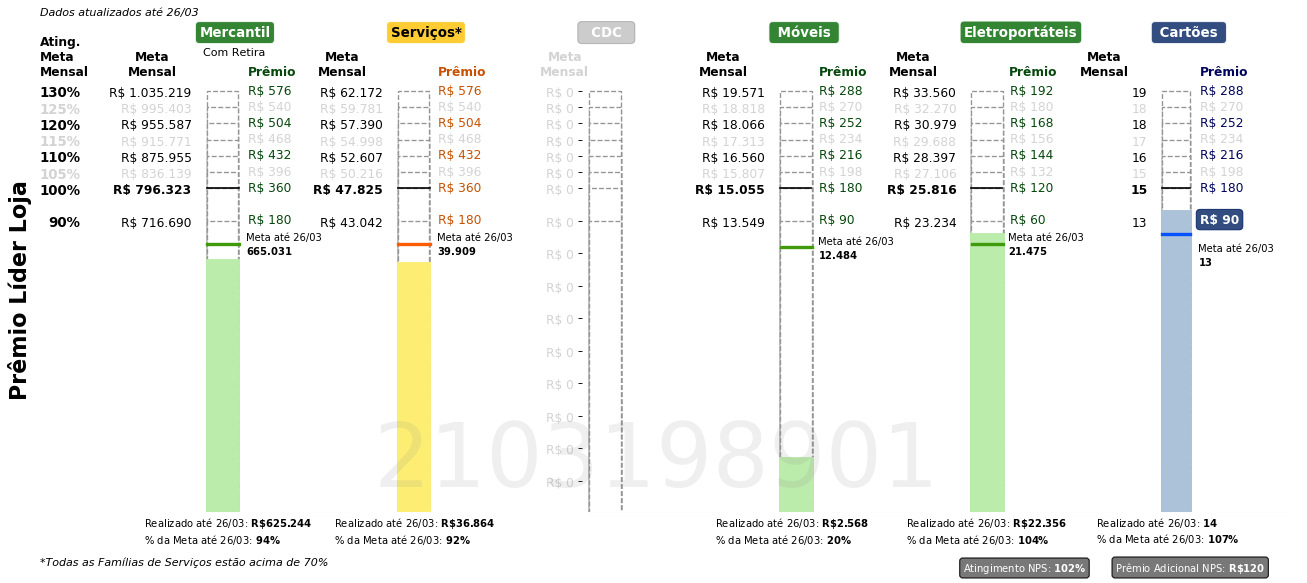 Dados atualizados até 26/03
Mercantil Serviços* CDC Móveis Eletroportáteis Cartões
Com Retira
Ating. Meta Mensal
Meta Mensal Prêmio Meta Mensal Prêmio Meta Mensal Meta Mensal Prêmio Meta Mensal Prêmio Meta Mensal Prêmio
130% R$ 1.035.219 R$ 576 R$ 62.172 R$ 576 R$ 0 R$ 19.571 R$ 288 R$ 33.560 R$ 192 19 R$ 288
125% R$ 995.403 R$ 540 R$ 59.781 R$ 540 R$ 0 R$ 18.818 R$ 270 R$ 32.270 R$ 180 18 R$ 270
120% R$ 955.587 R$ 504 R$ 57.390 R$ 504 R$ 0 R$ 18.066 R$ 252 R$ 30.979 R$ 168 18 R$ 252
115% R$ 915.771 R$ 468 R$ 54.998 R$ 468 R$ 0 R$ 17.313 R$ 234 R$ 29.688 R$ 156 17 R$ 234
110% R$ 875.955 R$ 432 R$ 52.607 R$ 432 R$ 0 R$ 16.560 R$ 216 R$ 28.397 R$ 144 16 R$ 216
105% R$ 836.139 R$ 396 R$ 50.216 R$ 396 R$ 0 R$ 15.807 R$ 198 R$ 27.106 R$ 132 15 R$ 198
100% R$ 796.323 R$ 360 R$ 47.825 R$ 360 R$ 0 R$ 15.055 R$ 180 R$ 25.816 R$ 120 15 R$ 180
90% R$ 716.690 R$ 180 R$ 43.042 R$ 180 R$ 0 R$ 13.549 R$ 90 R$ 23.234 R$ 60 13 R$ 90
Meta até 26/03 Meta até 26/03 Meta até 26/03 Meta até 26/03 Meta até 26/03
665.031 39.909 12.484 21.475 13
R$ 0
R$ 0
R$ 0
R$ 0
R$ 0
R$ 0
R$ 0
R$ 0
Prêmio Líder Loja
2103198901
Realizado até 26/03: R$625.244 Realizado até 26/03: R$36.864 Realizado até 26/03: R$2.568 Realizado até 26/03: R$22.356 Realizado até 26/03: 14
% da Meta até 26/03: 94% % da Meta até 26/03: 92% % da Meta até 26/03: 20% % da Meta até 26/03: 104% % da Meta até 26/03: 107%
*Todas as Famílias de Serviços estão acima de 70%
Atingimento NPS: 102% Prêmio Adicional NPS: R$120